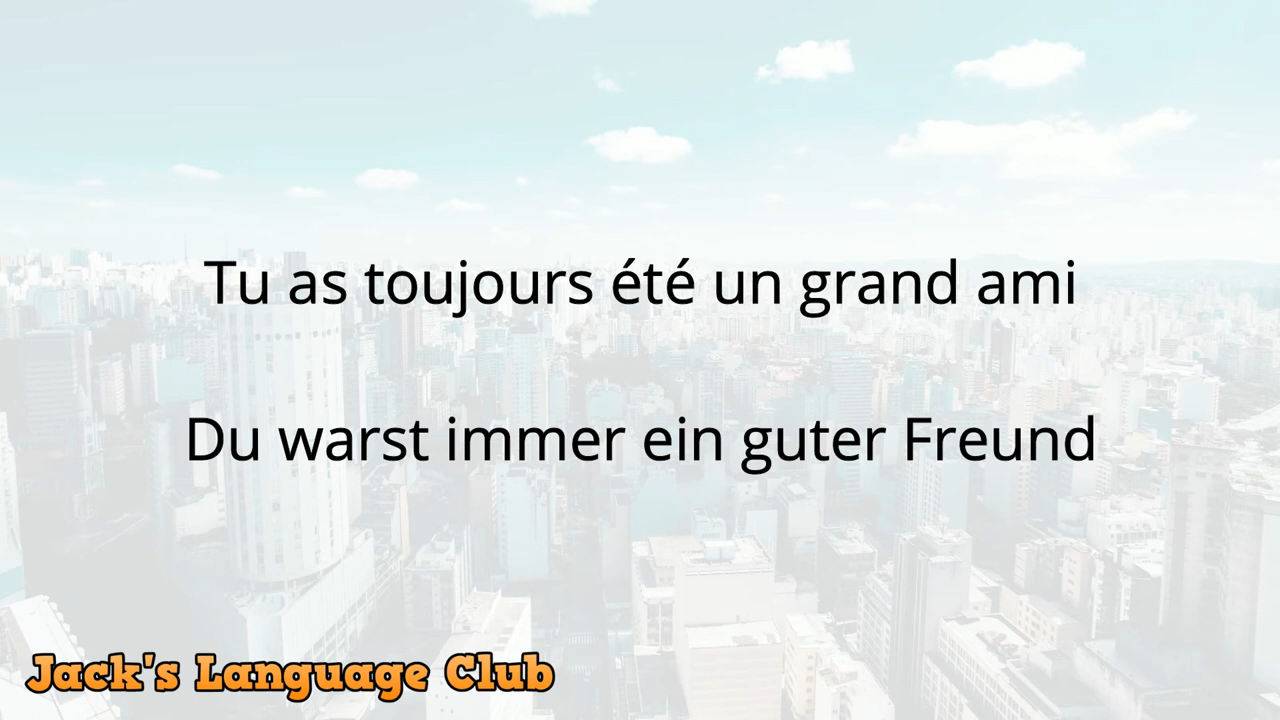 Tu as toujours été un grand ami
Du warst immer ein guter Freund
Jack's Language Club